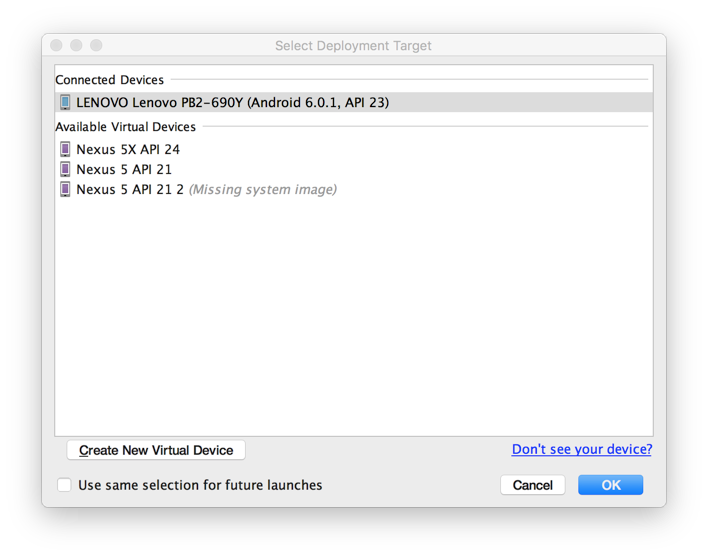 Select Deployment Target
Connected Devices
LENOVO Lenovo PB2-690Y (Android 6.0.1, API 23)
Available Virtual Devices
Nexus 5X API 24
Nexus 5 API 21
Nexus 5 API 21 2 (Missing system image)
Create New Virtual Device
Don't see your device?
Use same selection for future launches
Cancel
OK